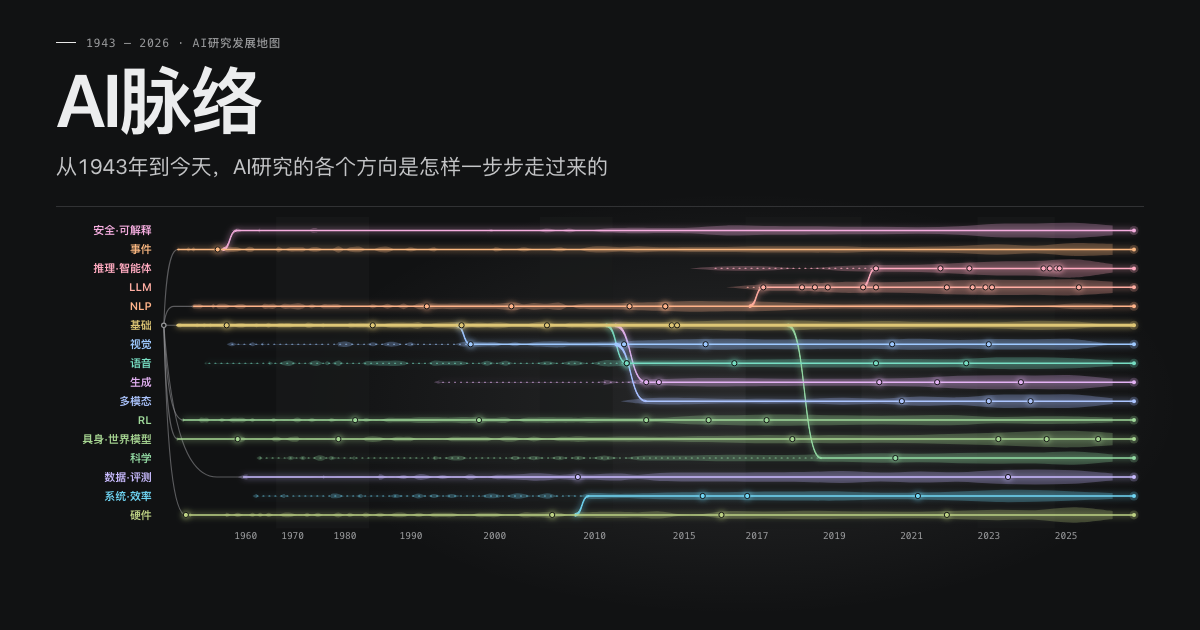 1943 — 2026 · AI研究发展地图
AI脉络
从1943年到今天，AI研究的各个方向是怎样一步步走过来的
安全·可解释
事件
推理·智能体
LLM
NLP
基础
视觉
语音
生成
多模态
RL
具身·世界模型
科学
数据·评测
系统·效率
硬件
1960 1970 1980 1990 2000 2010 2015 2017 2019 2021 2023 2025